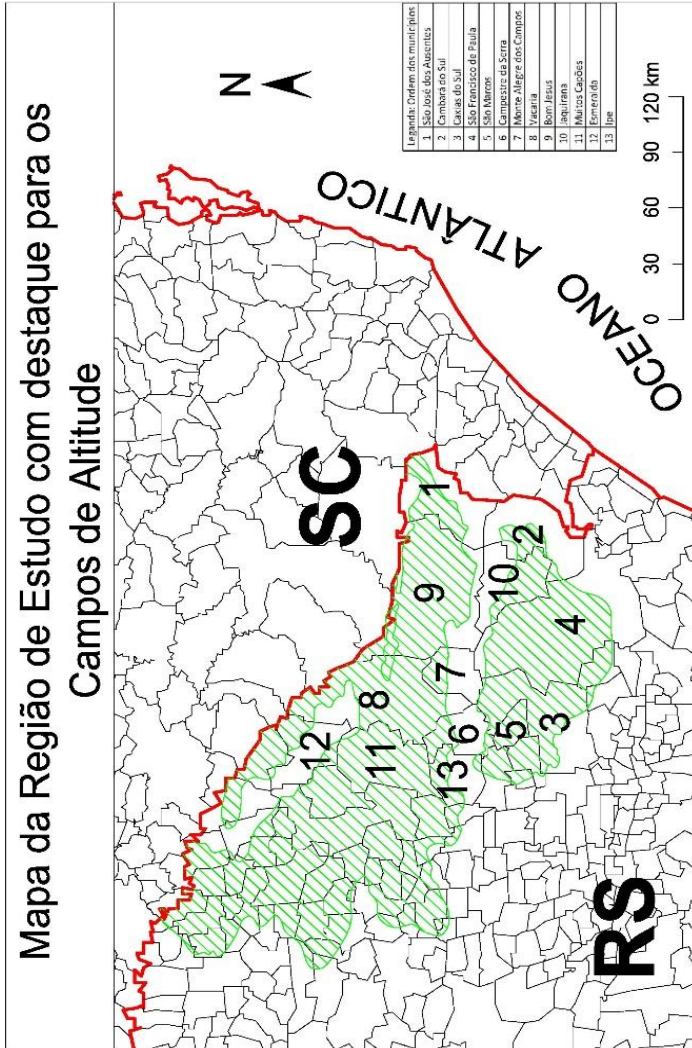 Mapa da Região de Estudo com destaque para os
Campos de Altitude
N
SC
RS
OCEANO ATLÂNTICO
1
2
3
4
5
6
7
8
9
10
11
12
13
Legenda: Ordem dos municípios
1 São José dos Ausentes
2 Cambará do Sul
3 Caxias do Sul
4 São Francisco de Paula
5 São Marcos
6 Campestre da Serra
7 Monte Alegre dos Campos
8 Vacaria
9 Bom Jesus
10 Jaquirana
11 Muitos Capões
12 Esmeralda
13 Ipe
0 30 60 90 120 km